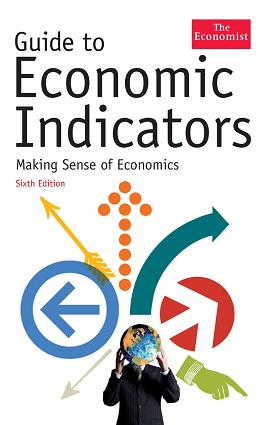 The
Economist
Guide to
Economic
Indicators
Making Sense of Economics
Sixth Edition